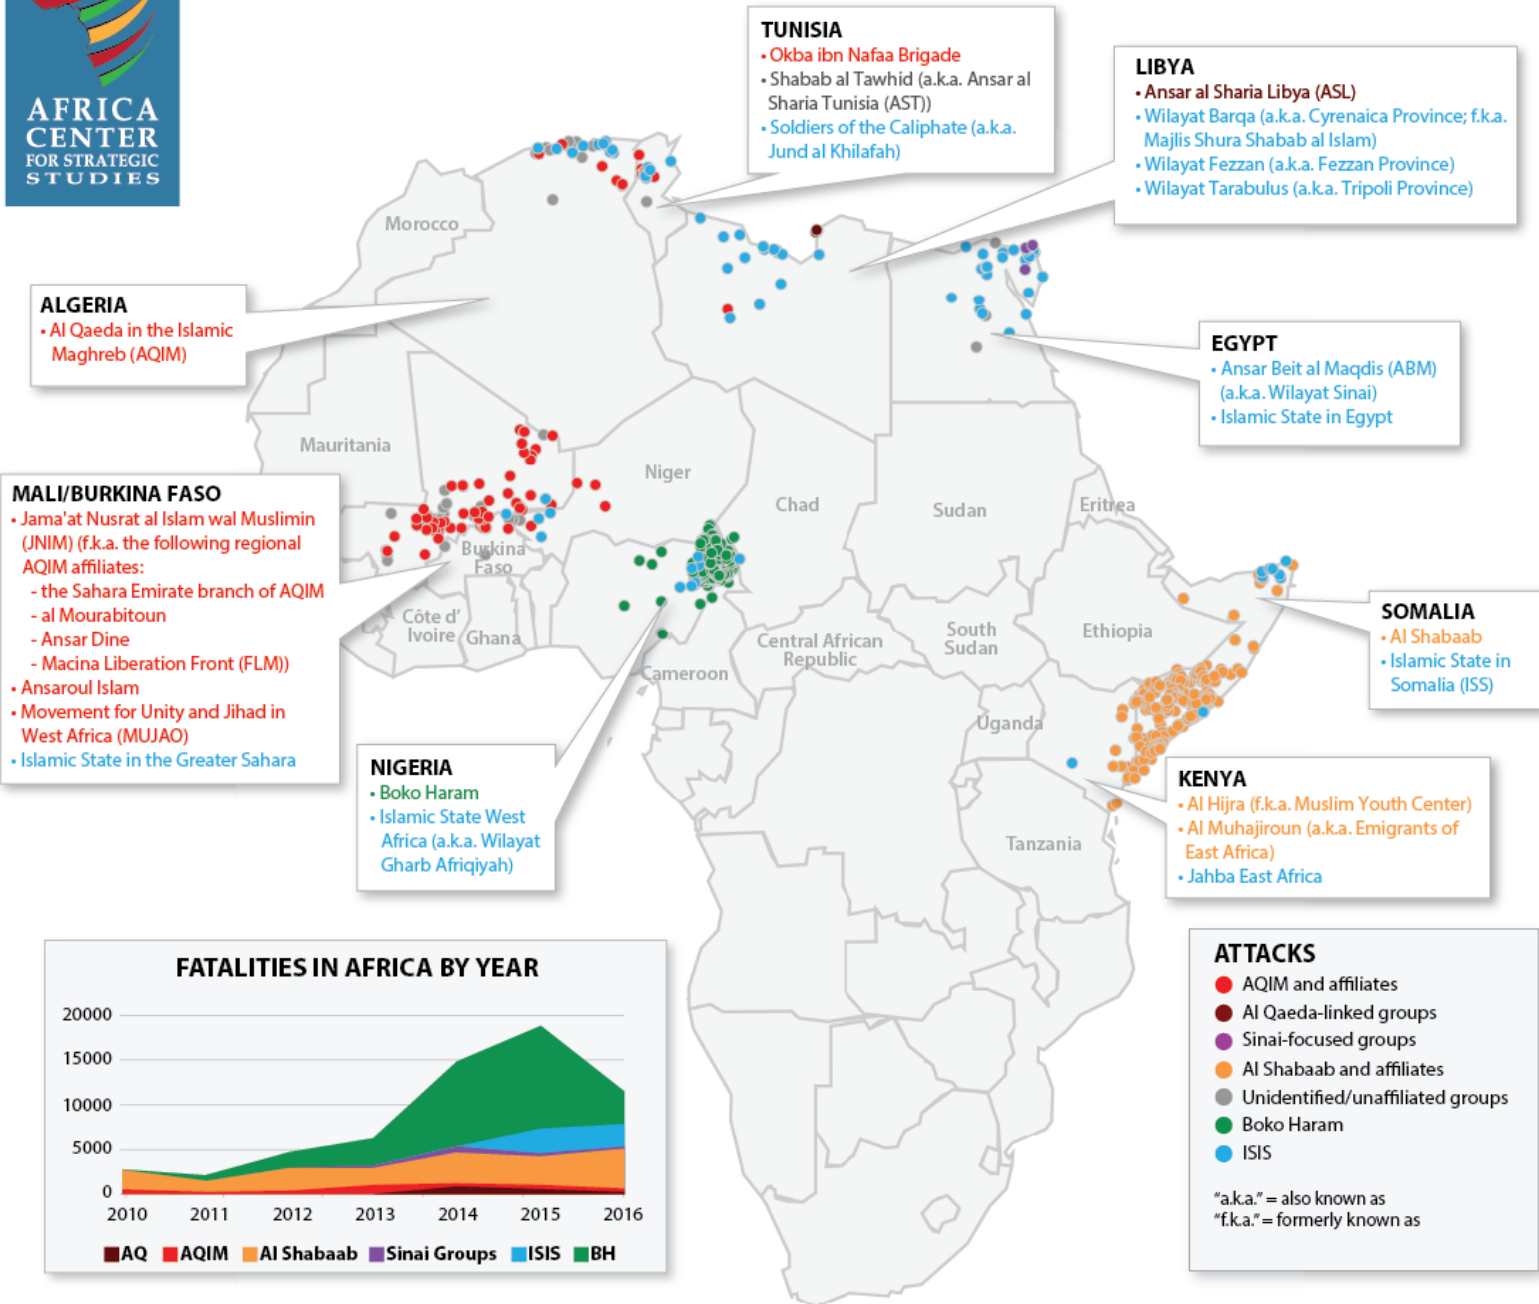 AFRICA
CENTER
FOR STRATEGIC
STUDIES
TUNISIA
• Okba ibn Nafaa Brigade
• Shabab al Tawhid (a.k.a. Ansar al
Sharia Tunisia (AST))
• Soldiers of the Caliphate (a.k.a.
Jund al Khilafah)
LIBYA
• Ansar al Sharia Libya (ASL)
• Wilayat Barqa (a.k.a. Cyrenaica Province; f.k.a.
Majlis Shura Shabab al Islam)
• Wilayat Fezzan (a.k.a. Fezzan Province)
• Wilayat Tarabulus (a.k.a. Tripoli Province)
Morocco
ALGERIA
• Al Qaeda in the Islamic
Maghreb (AQIM)
EGYPT
• Ansar Beit al Maqdis (ABM)
(a.k.a. Wilayat Sinai)
• Islamic State in Egypt
Mauritania
Niger
Chad
Sudan
Eritrea
MALI/BURKINA FASO
• Jama'at Nusrat al Islam wal Muslimin
(JNIM) (f.k.a. the following regional
AQIM affiliates:
- the Sahara Emirate branch of AQIM
- al Mourabitoun
- Ansar Dine
- Macina Liberation Front (FLM))
• Ansaroul Islam
• Movement for Unity and Jihad in
West Africa (MUJAO)
• Islamic State in the Greater Sahara
Burkina
Faso
Côte d'
Ivoire
Ghana
Cameroon
Central African
Republic
South
Sudan
Ethiopia
Uganda
Tanzania
SOMALIA
• Al Shabaab
• Islamic State in
Somalia (ISS)
NIGERIA
• Boko Haram
• Islamic State West
Africa (a.k.a. Wilayat
Gharb Afriqiyah)
KENYA
• Al Hijra (f.k.a. Muslim Youth Center)
• Al Muhajiroun (a.k.a. Emigrants of
East Africa)
• Jahba East Africa
FATALITIES IN AFRICA BY YEAR
20000
15000
10000
5000
0
2010 2011 2012 2013 2014 2015 2016
AQ AQIM Al Shabaab Sinai Groups ISIS BH
ATTACKS
AQIM and affiliates
Al Qaeda-linked groups
Sinai-focused groups
Al Shabaab and affiliates
Unidentified/unaffiliated groups
Boko Haram
ISIS
"a.k.a." = also known as
"f.k.a." = formerly known as